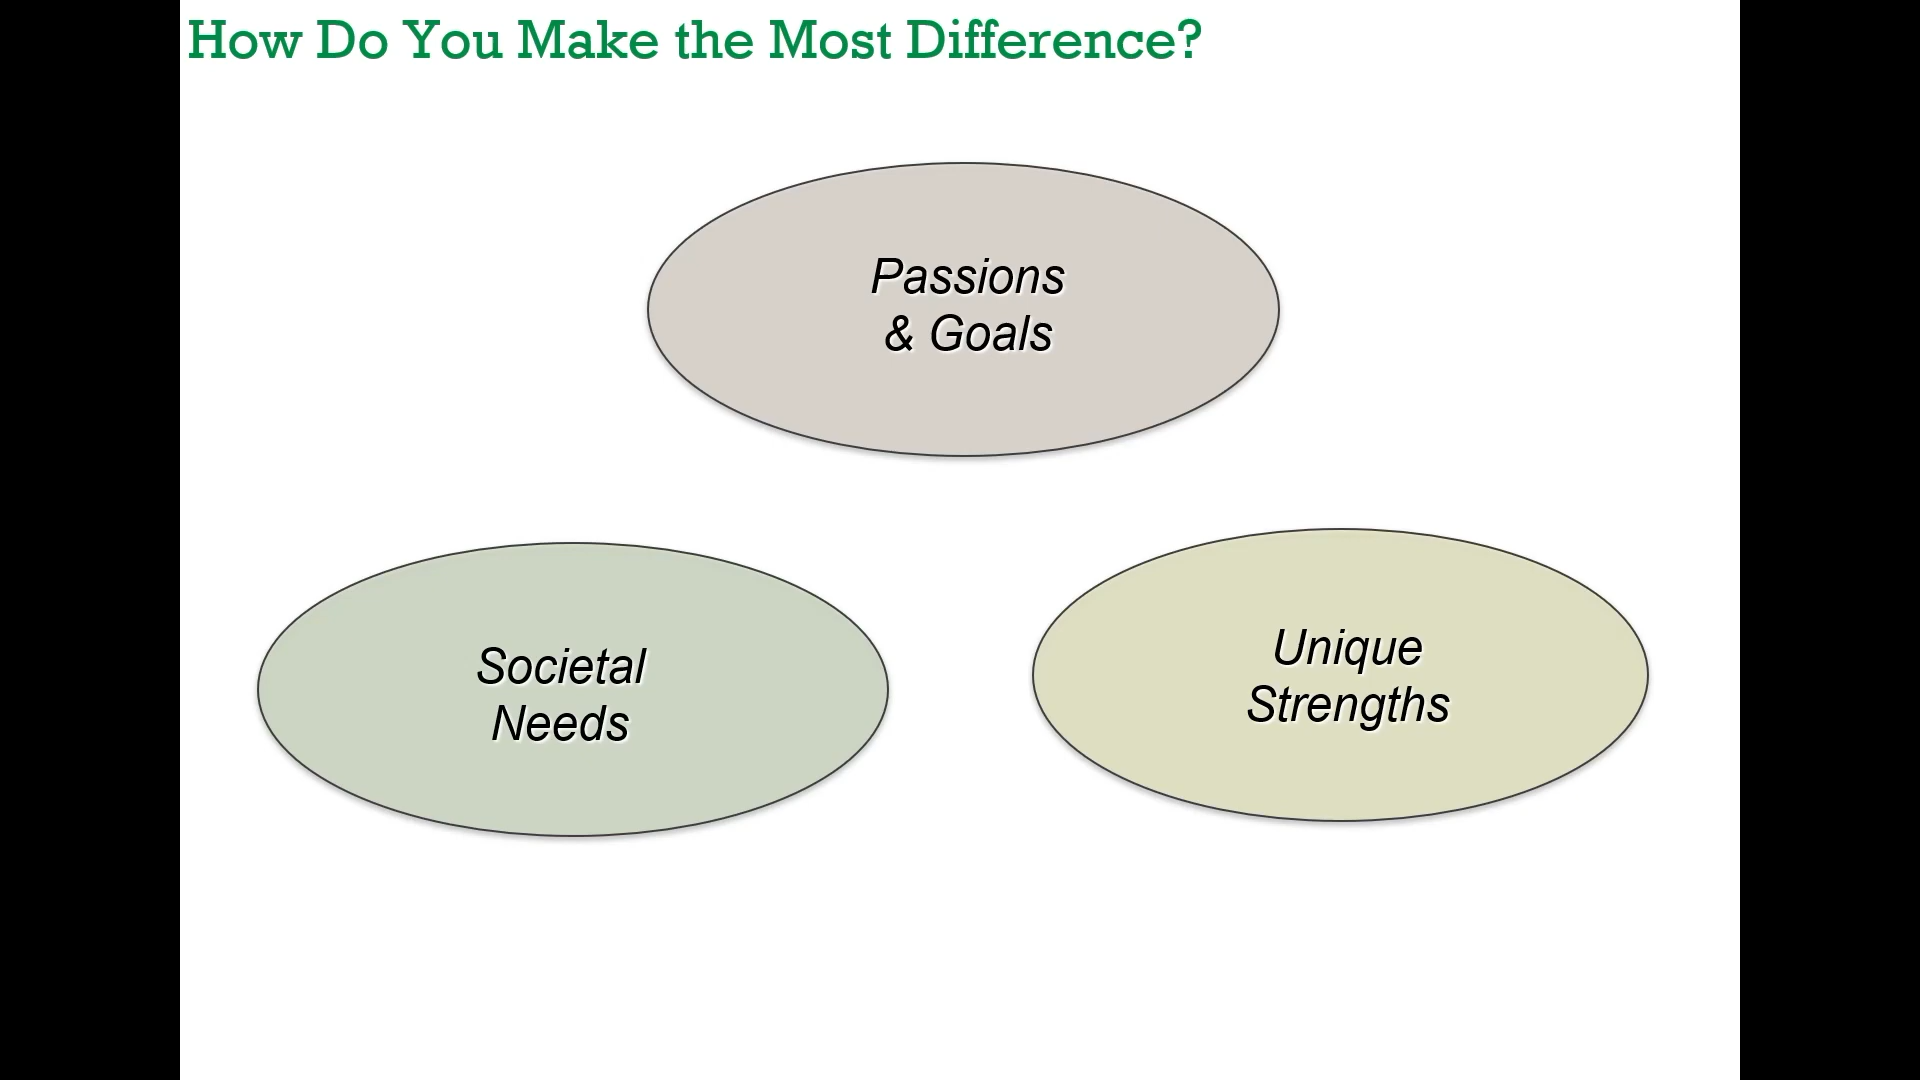 How Do You Make the Most Difference?
Passions
& Goals
Societal
Needs
Unique
Strengths